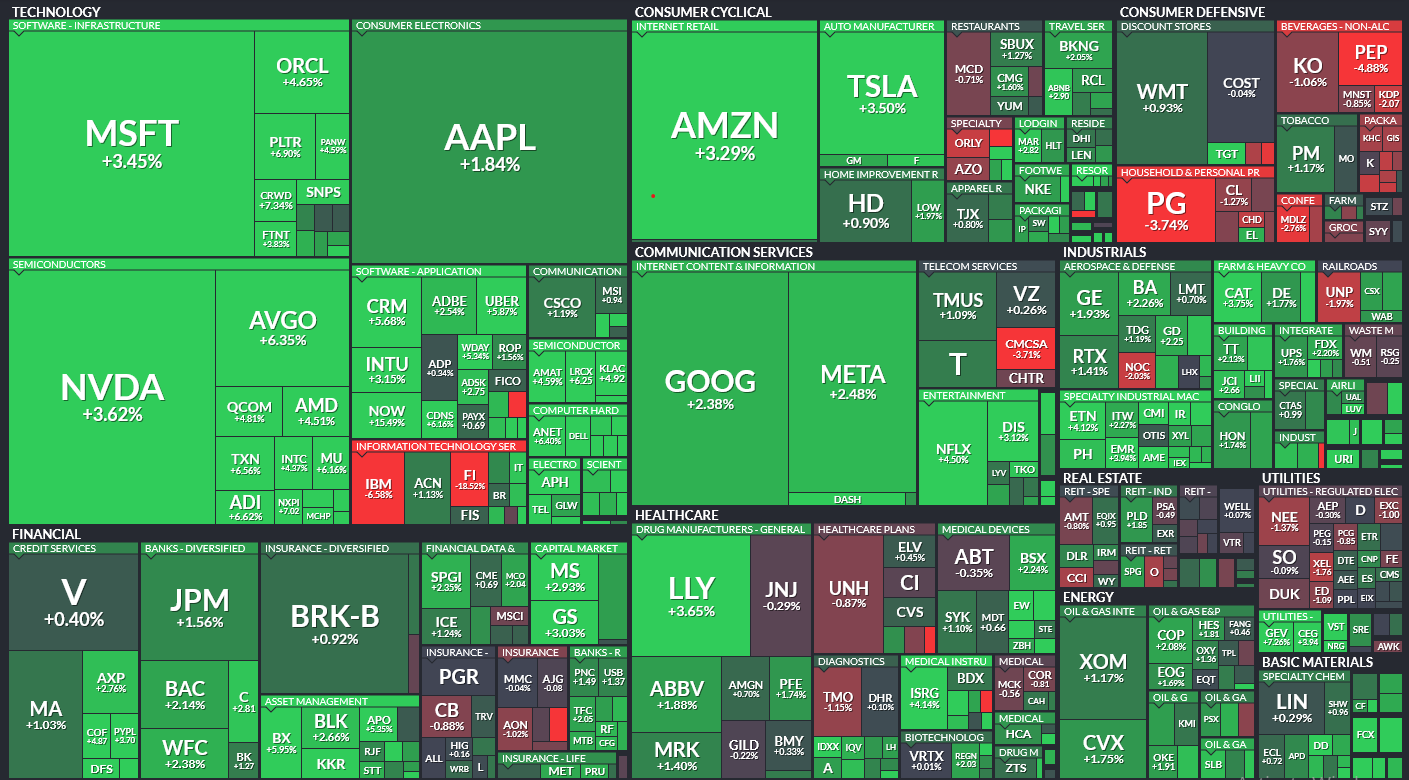 TECHNOLOGY
SOFTWARE - INFRASTRUCTURE
MSFT
+3.45%
ORCL
+4.65%
PLTR
+6.90%
PANW
+4.59%
CRWD
+7.34%
SNPS
FTNT
+3.83%
CONSUMER ELECTRONICS
AAPL
+1.84%
SEMICONDUCTORS
NVDA
+3.62%
AVGO
+6.35%
QCOM
+4.81%
AMD
+4.51%
TXN
+6.56%
INTC
+4.37%
MU
+6.16%
ADI
+6.62%
NXPI
+7.02
MCHP
SOFTWARE - APPLICATION
CRM
+5.68%
ADBE
+2.54%
UBER
+5.87%
INTU
+3.15%
ADP
+0.34%
WDAY
+5.34%
ROP
+1.56%
ADSK
+2.75
FICO
NOW
+15.49%
CDNS
+6.16%
PAYX
+0.69
INFORMATION TECHNOLOGY SER
IBM
-6.58%
ACN
+1.13%
FI
-18.52%
IT
BR
FIS
COMMUNICATION
CSCO
+1.19%
MSI
+0.94
SEMICONDUCTOR
AMAT
+4.59%
LRCX
+6.25
KLAC
+4.92
COMPUTER HARD
ANET
+6.40%
DELL
ELECTRO
APH
TEL
GLW
SCIENT
CONSUMER CYCLICAL
INTERNET RETAIL
AMZN
+3.29%
AUTO MANUFACTURER
TSLA
+3.50%
GM
F
HOME IMPROVEMENT R
HD
+0.90%
LOW
+1.97%
RESTAURANTS
MCD
-0.71%
SBUX
+1.27%
CMG
+1.60%
YUM
TRAVEL SER
BKNG
+2.05%
ABNB
+2.90
RCL
SPECIALTY
ORLY
AZO
LODGIN
MAR
+2.82
HLT
RESIDE
DHI
LEN
FOOTWE
NKE
RESOR
APPAREL R
TJX
+0.80%
PACKAGI
IP
SW
CONSUMER DEFENSIVE
DISCOUNT STORES
WMT
+0.93%
COST
-0.04%
TGT
BEVERAGES - NON-ALC
KO
-1.06%
PEP
-4.88%
MNST
-0.85%
KDP
-2.07
TOBACCO
PM
+1.17%
MO
PACKA
KHC
GIS
K
HOUSEHOLD & PERSONAL PR
PG
-3.74%
CL
-1.27%
CHD
EL
CONFE
MDLZ
-2.76%
FARM
GROC
STZ
SYY
COMMUNICATION SERVICES
INTERNET CONTENT & INFORMATION
GOOG
+2.38%
META
+2.48%
DASH
TELECOM SERVICES
TMUS
+1.09%
VZ
+0.26%
T
CMCSA
-3.71%
CHTR
ENTERTAINMENT
NFLX
+4.50%
DIS
+3.12%
LYV
TKO
INDUSTRIALS
AEROSPACE & DEFENSE
GE
+1.93%
BA
+2.26%
LMT
+0.70%
RTX
+1.41%
TDG
+1.19%
GD
+2.25
NOC
-2.03%
LHX
FARM & HEAVY CO
CAT
+3.75%
DE
+1.77%
RAILROADS
UNP
-1.97%
CSX
WAB
BUILDING
TT
+2.13%
JCI
+2.66
LII
INTEGRATE
UPS
+1.76%
FDX
+2.20%
WASTE M
WM
-0.51
RSG
-0.25
SPECIALTY INDUSTRIAL MAC
ETN
+4.12%
ITW
+2.27%
CMI
IR
OTIS
XYL
PH
EMR
+3.94%
AME
IEX
CONGLO
HON
+1.74%
SPECIAL
CTAS
+0.99
AIRLI
UAL
LUV
INDUST
URI
J
REAL ESTATE
REIT - SPE
AMT
-0.80%
EQIX
+0.95
DLR
IRM
CCI
WY
REIT - IND
PLD
+1.85
PSA
-0.49
EXR
REIT - RET
SPG
O
REIT -
WELL
+0.07%
VTR
UTILITIES
UTILITIES - REGULATED ELEC
NEE
-1.37%
AEP
-0.30%
D
EXC
-1.00
SO
-0.09%
PEG
-0.15
PCG
-0.85
ETR
XEL
-1.76
DTE
CNP
FE
DUK
ED
-1.09
AEE
ES
CMS
PPL
EIX
UTILITIES -
GEV
+7.26%
CEG
+3.94
VST
NRG
SRE
AWK
FINANCIAL
CREDIT SERVICES
V
+0.40%
MA
+1.03%
AXP
+2.76%
COF
+4.87
PYPL
+3.70
DFS
BANKS - DIVERSIFIED
JPM
+1.56%
BAC
+2.14%
C
+2.81
WFC
+2.38%
BK
+1.27
INSURANCE - DIVERSIFIED
BRK-B
+0.92%
ASSET MANAGEMENT
BX
+5.95%
BLK
+2.66%
APO
+5.35%
KKR
RJF
STT
FINANCIAL DATA &
SPGI
+2.35%
CME
+0.69
MCO
+2.04
ICE
+1.24%
MSCI
CAPITAL MARKET
MS
+2.93%
GS
+3.03%
INSURANCE -
PGR
CB
-0.88%
TRV
ALL
HIG
+0.16
WRB
L
INSURANCE
MMC
-0.04%
AJG
-0.08
AON
-1.02%
BANKS - R
PNC
+1.49
USB
+1.37
TFC
+2.05
RF
MTB
CFG
INSURANCE - LIFE
MET
PRU
HEALTHCARE
DRUG MANUFACTURERS - GENERAL
LLY
+3.65%
JNJ
-0.29%
ABBV
+1.88%
AMGN
+0.70%
PFE
+1.74%
MRK
+1.40%
GILD
-0.22%
BMY
+0.33%
HEALTHCARE PLANS
UNH
-0.87%
ELV
+0.45%
CI
CVS
MEDICAL DEVICES
ABT
-0.35%
BSX
+2.24%
SYK
+1.10%
MDT
+0.66
EW
STE
ZBH
DIAGNOSTICS
TMO
-1.15%
DHR
+0.10%
IDXX
IQV
LH
A
MEDICAL INSTRU
ISRG
+4.14%
BDX
MEDICAL
MCK
-0.56
COR
-0.81
CAH
MEDICAL
HCA
BIOTECHNOLOG
VRTX
+0.01%
REGN
+2.03
DRUG M
ZTS
ENERGY
OIL & GAS INTE
XOM
+1.17%
CVX
+1.75%
OIL & GAS E&P
COP
+2.08%
HES
+1.81
FANG
+0.46
OXY
+1.36
TPL
EOG
+1.69%
EQT
OIL & G
KMI
OKE
+1.91
OIL & GA
PSX
OIL & GA
SLB
BASIC MATERIALS
SPECIALTY CHEM
LIN
+0.29%
SHW
+0.96
ECL
+0.72
APD
DD
CF
FCX